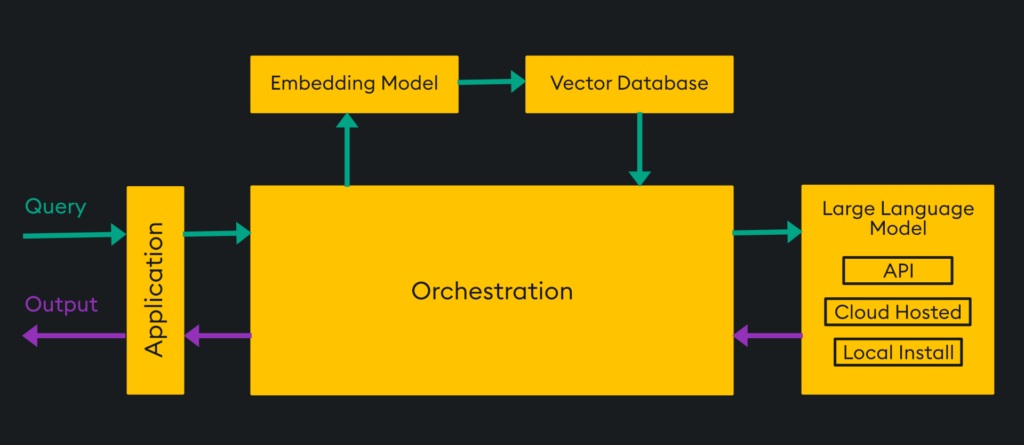 Embedding Model
Vector Database
Query
Output
Application
Orchestration
Large Language
Model
API
Cloud Hosted
Local Install